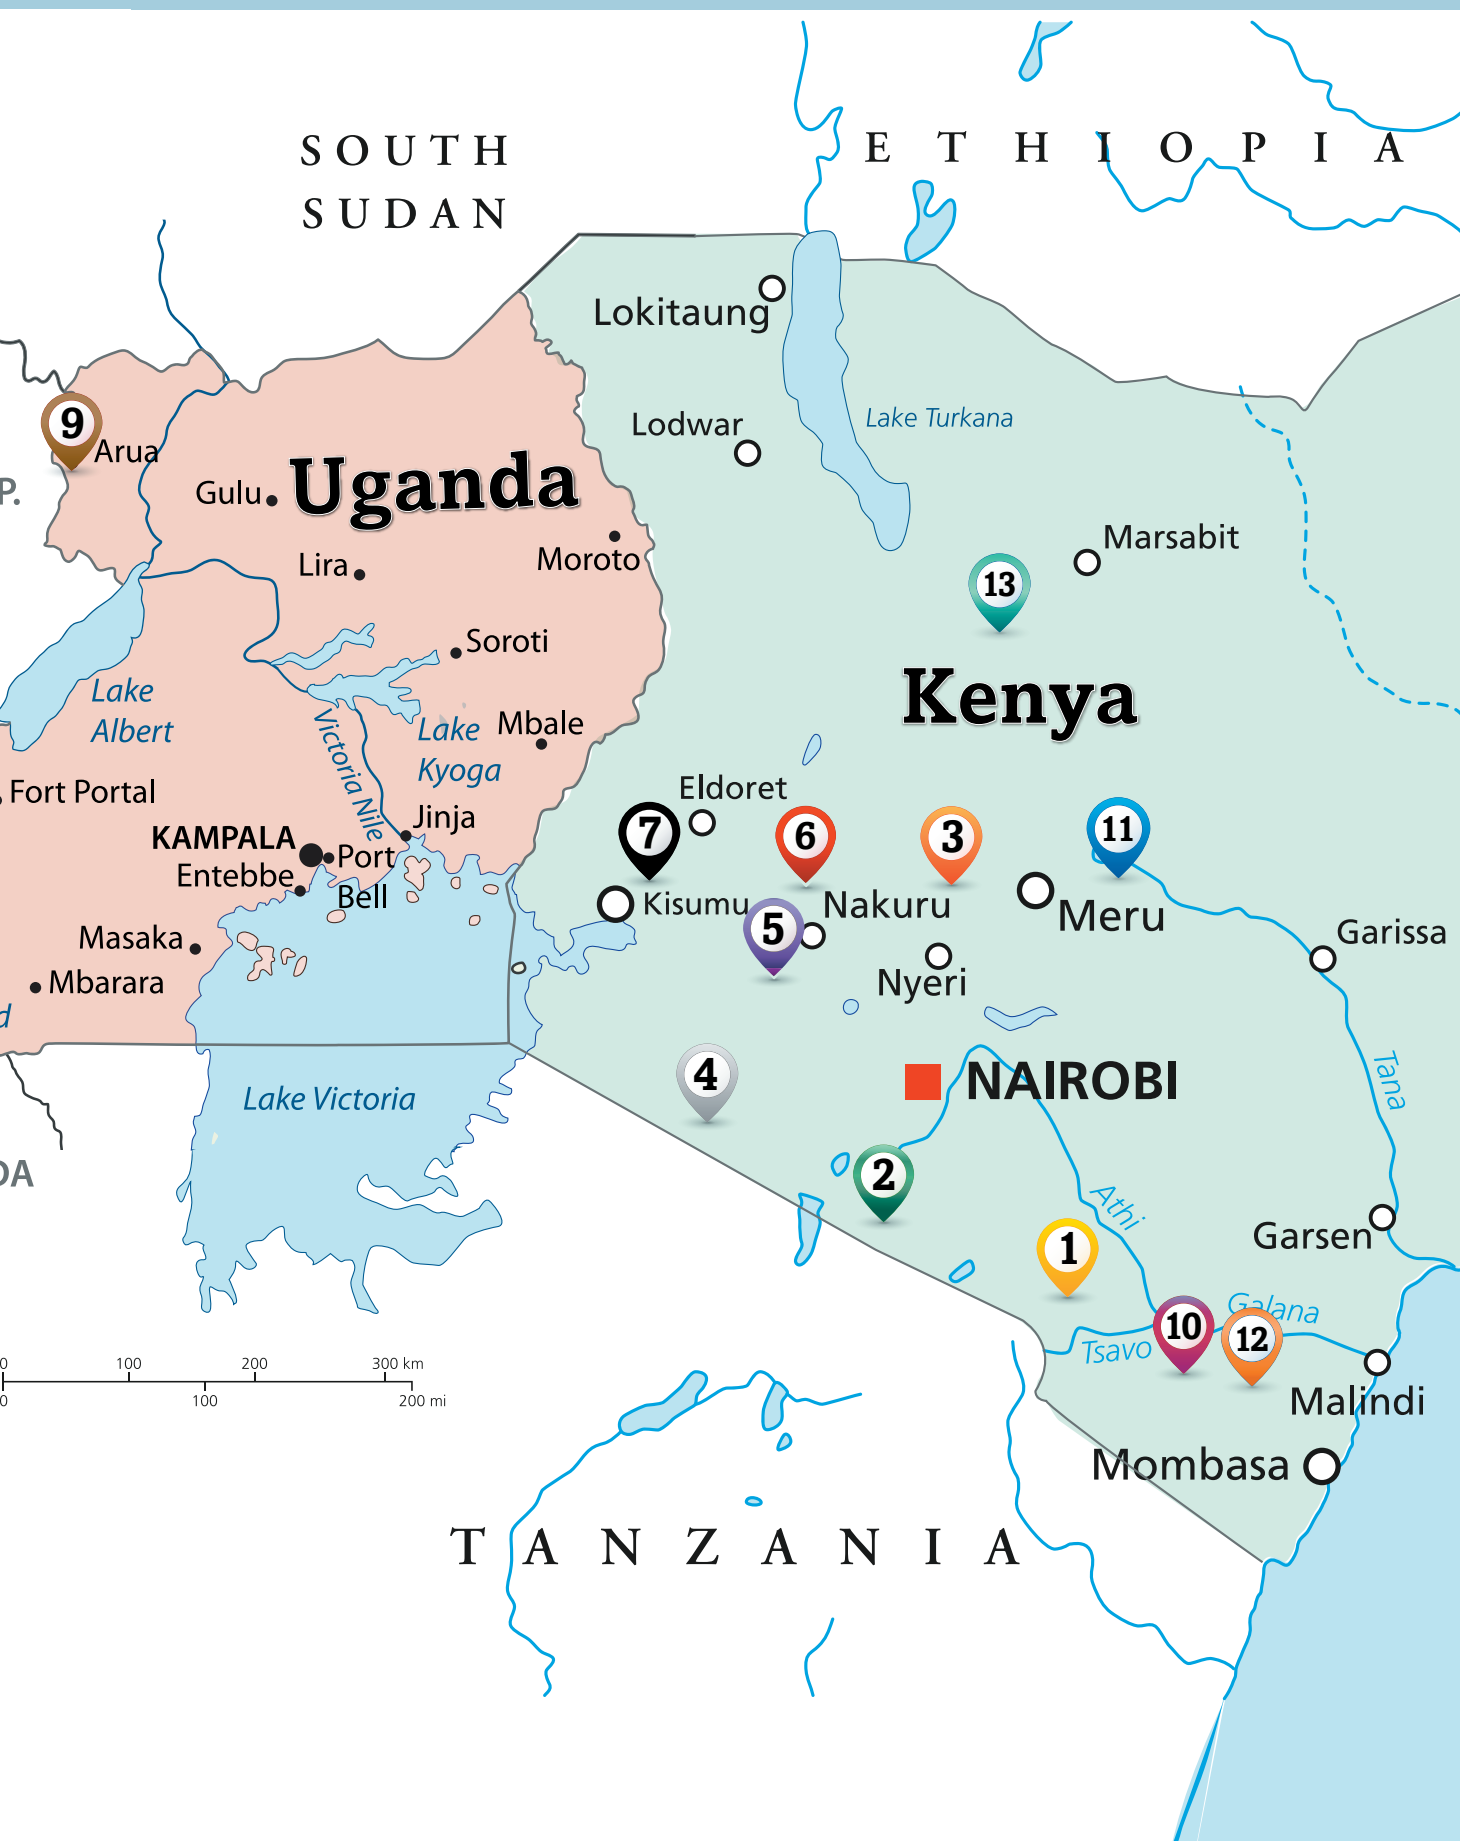 SOUTH
SUDAN
ETHIOPIA
Lokitaung
Lake Turkana
Lodwar
9
Arua
P.
Gulu
Uganda
Marsabit
Moroto
Lira
13
Soroti
Kenya
Lake
Albert
Victoria Nile
Lake
Kyoga
Mbale
Fort Portal
Eldoret
Jinja
KAMPALA
7
6
3
11
Port
Bell
Entebbe
Kisumu
Nakuru
Meru
5
Garissa
Masaka
Nyeri
Mbarara
d
4
NAIROBI
Tana
Lake Victoria
DA
2
Athi
Garsen
1
Galana
10
12
Tsavo
0 100 200 300 km
0 100 200 mi
Malindi
Mombasa
TANZANIA